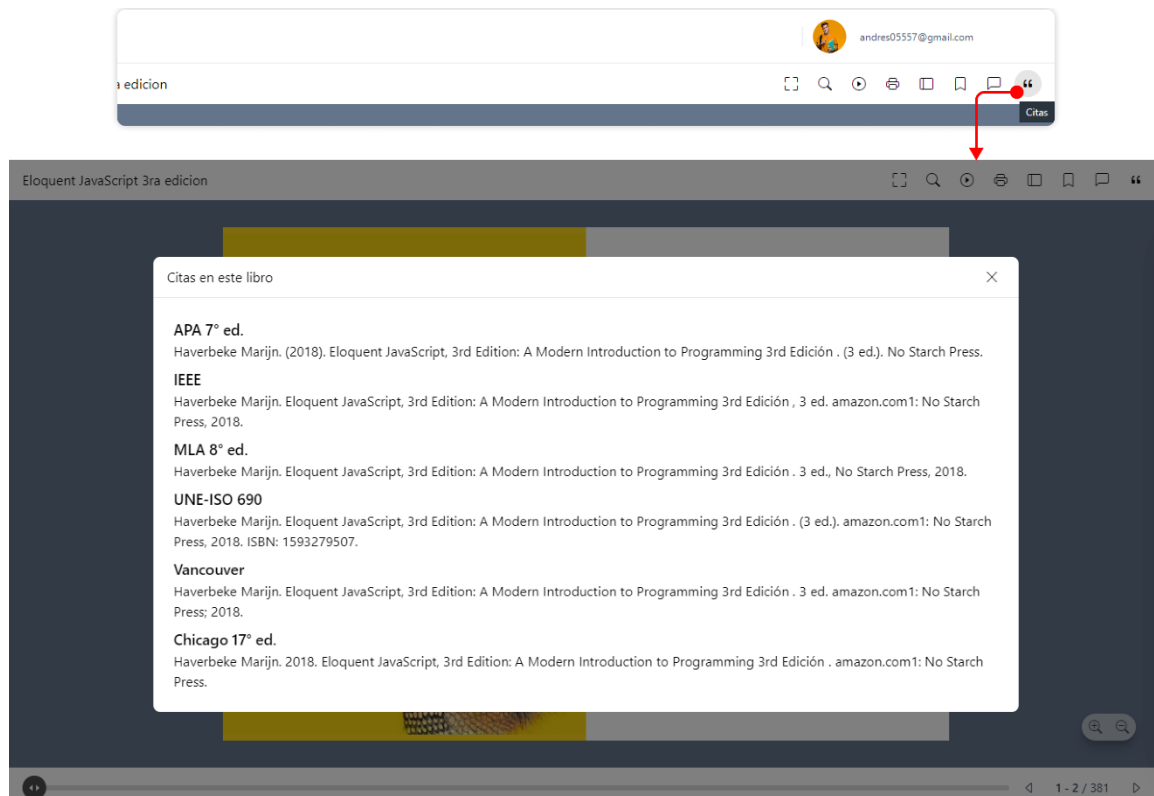 andres05557@gmail.com
a edicion
Citas
Eloquent JavaScript 3ra edicion
Citas en este libro
APA 7° ed.
Haverbeke Marijn. (2018). Eloquent JavaScript, 3rd Edition: A Modern Introduction to Programming 3rd Edición . (3 ed.). No Starch Press.
IEEE
Haverbeke Marijn. Eloquent JavaScript, 3rd Edition: A Modern Introduction to Programming 3rd Edición , 3 ed. amazon.com1: No Starch
Press, 2018.
MLA 8° ed.
Haverbeke Marijn. Eloquent JavaScript, 3rd Edition: A Modern Introduction to Programming 3rd Edición . 3 ed., No Starch Press, 2018.
UNE-ISO 690
Haverbeke Marijn. Eloquent JavaScript, 3rd Edition: A Modern Introduction to Programming 3rd Edición . (3 ed.). amazon.com1: No Starch
Press, 2018. ISBN: 1593279507.
Vancouver
Haverbeke Marijn. Eloquent JavaScript, 3rd Edition: A Modern Introduction to Programming 3rd Edición . 3 ed. amazon.com1: No Starch
Press; 2018.
Chicago 17° ed.
Haverbeke Marijn. 2018. Eloquent JavaScript, 3rd Edition: A Modern Introduction to Programming 3rd Edición . amazon.com1: No Starch
Press.
1 - 2 / 381